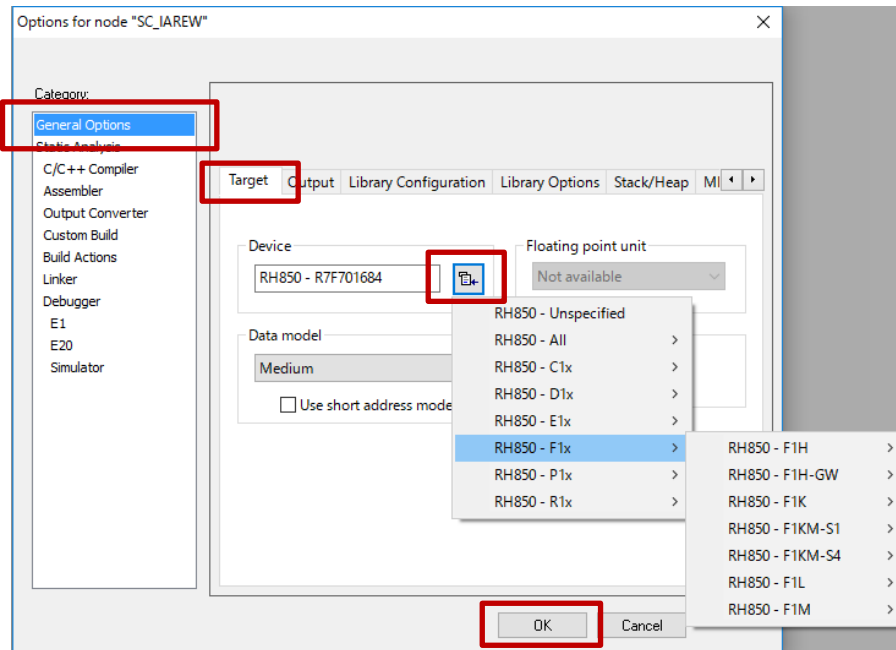 Options for node "SC_IAREW"
Category:
General Options
Static Analysis
C/C++ Compiler
Assembler
Output Converter
Custom Build
Build Actions
Linker
Debugger
E1
E20
Simulator
Target Output Library Configuration Library Options Stack/Heap MI
Device
RH850 - R7F701684
Floating point unit
Not available
Data model
Medium
Use short address mode
RH850 - Unspecified
RH850 - All
RH850 - C1x
RH850 - D1x
RH850 - E1x
RH850 - F1x
RH850 - P1x
RH850 - R1x
RH850 - F1H
RH850 - F1H-GW
RH850 - F1K
RH850 - F1KM-S1
RH850 - F1KM-S4
RH850 - F1L
RH850 - F1M
OK Cancel